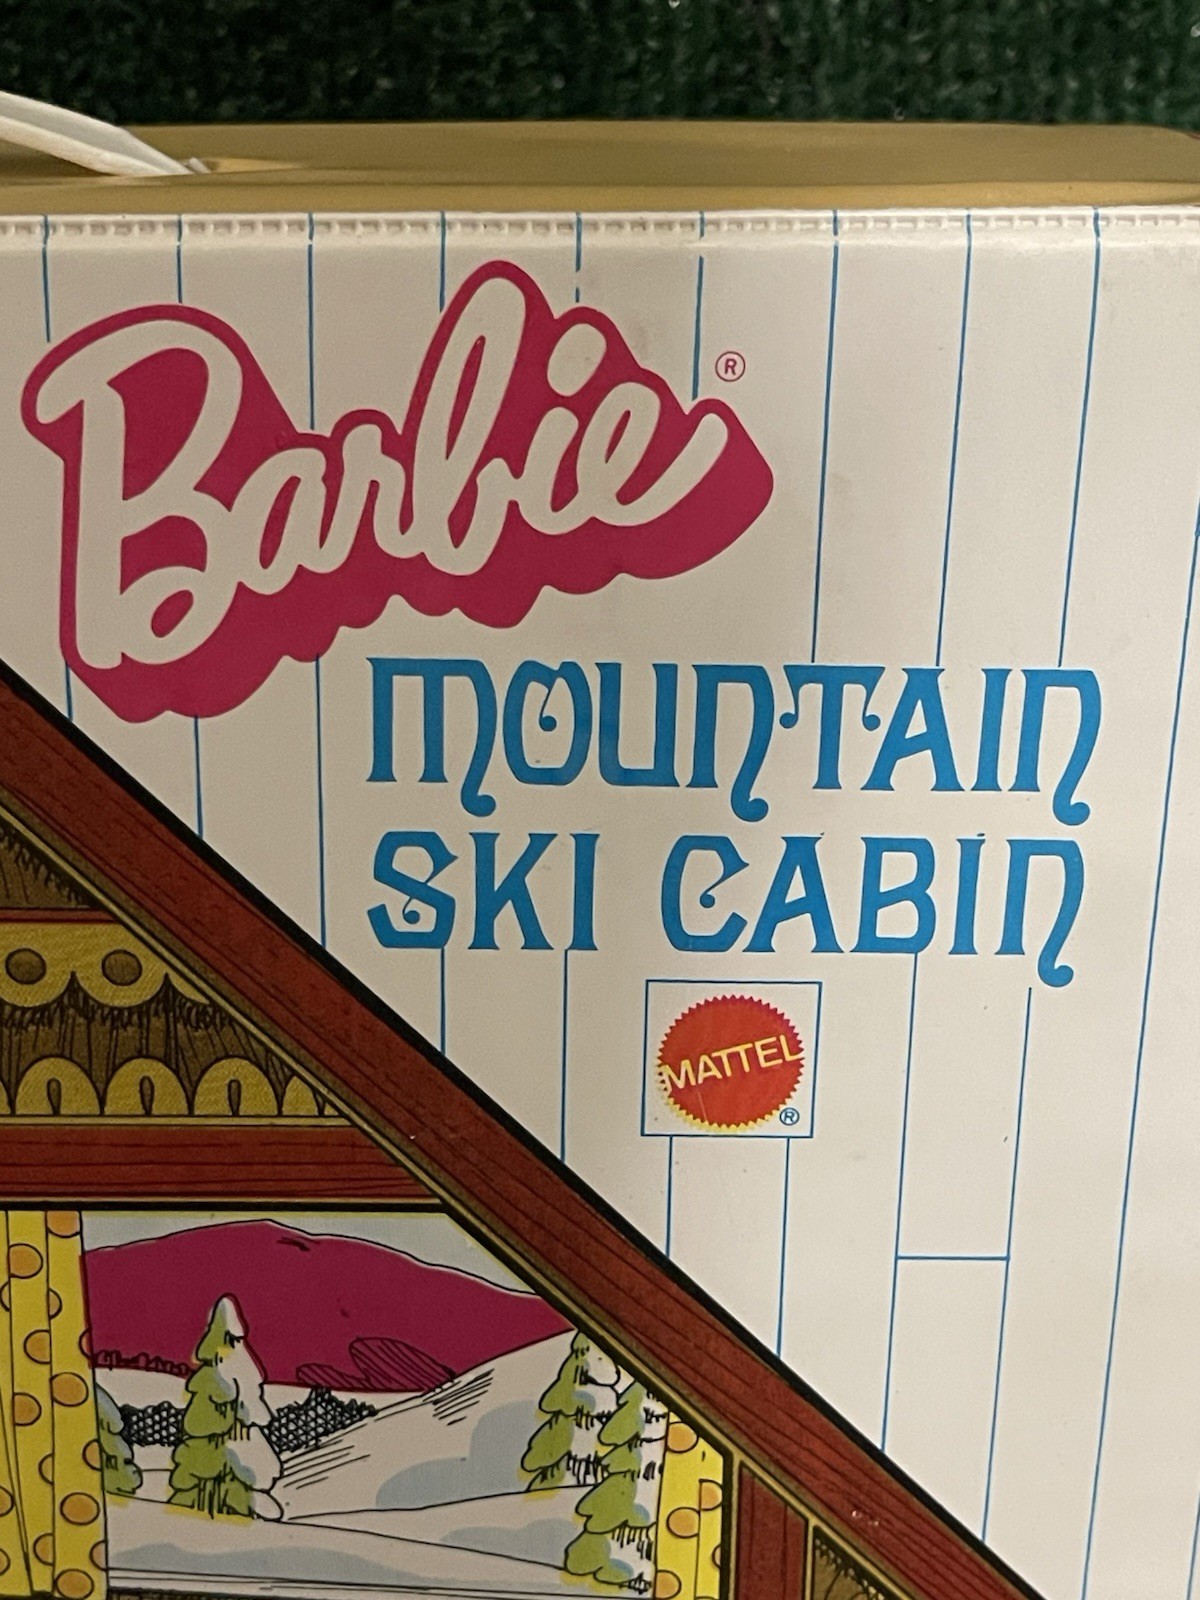 Barbie®
MOUNTAIN
SKI CABIN
MATTEL
®